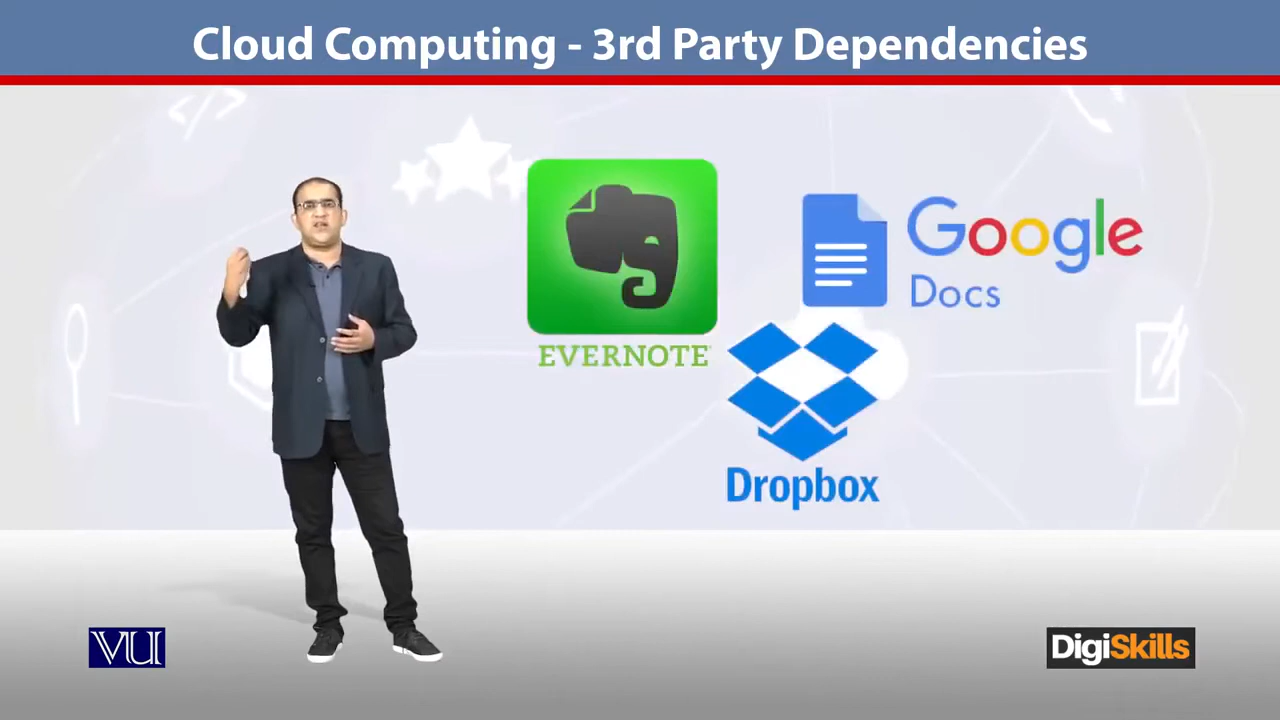 Cloud Computing - 3rd Party Dependencies
EVERNOTE
Google
Docs
Dropbox
VU
DigiSkills